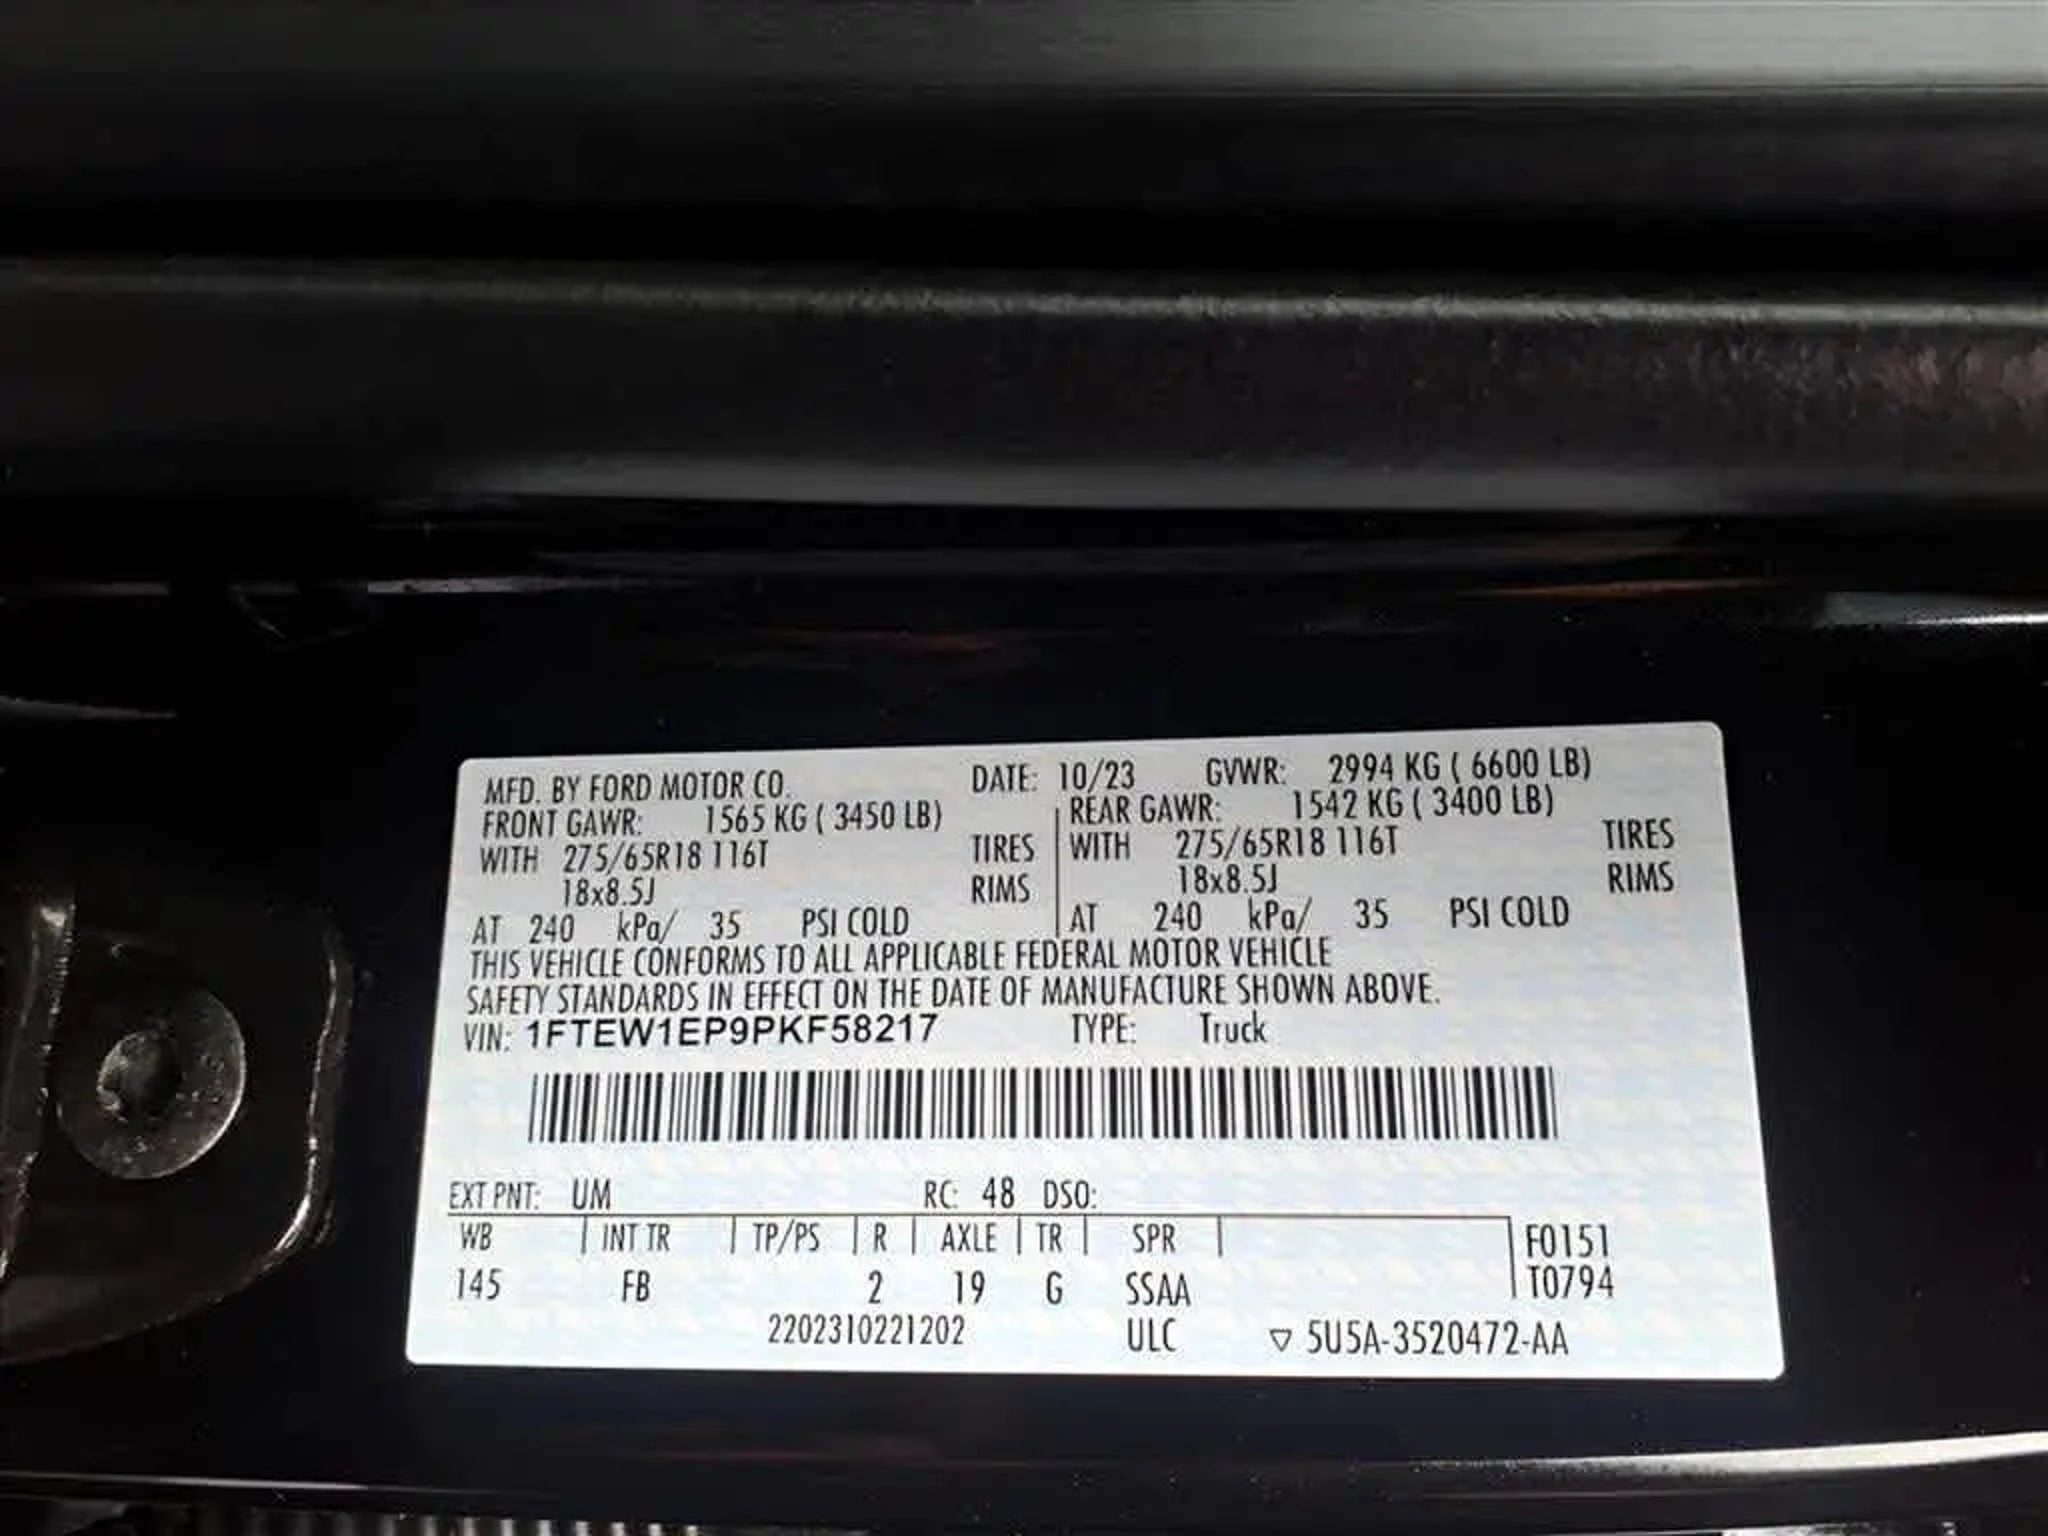 MFD. BY FORD MOTOR CO. DATE: 10/23 GVWR: 2994 KG ( 6600 LB)
FRONT GAWR: 1565 KG ( 3450 LB) REAR GAWR: 1542 KG ( 3400 LB)
WITH 275/65R18 116T TIRES WITH 275/65R18 116T TIRES
18x8.5J RIMS 18x8.5J RIMS
AT 240 kPa/ 35 PSI COLD AT 240 kPa/ 35 PSI COLD
THIS VEHICLE CONFORMS TO ALL APPLICABLE FEDERAL MOTOR VEHICLE
SAFETY STANDARDS IN EFFECT ON THE DATE OF MANUFACTURE SHOWN ABOVE.
VIN: 1FTEW1EP9PKF58217 TYPE: Truck
EXT PNT: UM RC: 48 DSO:
WB INT TR TP/PS R AXLE TR SPR F0151
145 FB 2 19 G SSAA T0794
2202310221202 ULC ▽ 5U5A-3520472-AA